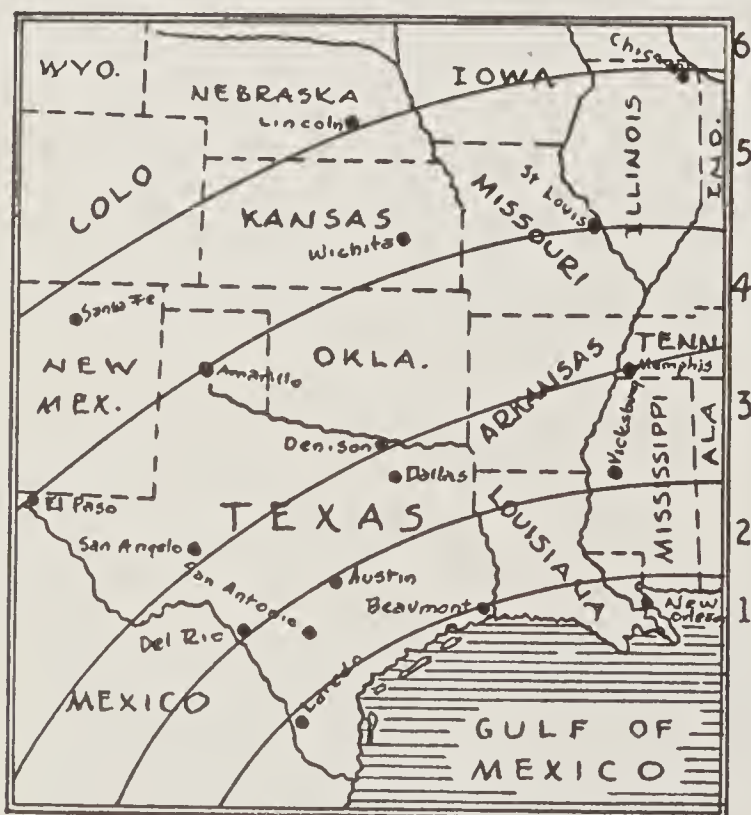 6
Chicago
WYO.
IOWA
NEBRASKA
Lincoln
ILLINOIS
IND.
5
COLO
St Louis
MISSOURI
KANSAS
Wichita
4
Santa Fe
TENN
NEW
MEX.
OKLA.
Amarillo
Memphis
ARKANSAS
3
Denison
Vicksburg
MISSISSIPPI
ALA
Dallas
El Paso
TEXAS
LOUISIANA
2
San Angelo
San Antonio
Austin
Beaumont
1
New
Orleans
Del Rio
Laredo
MEXICO
GULF OF
MEXICO